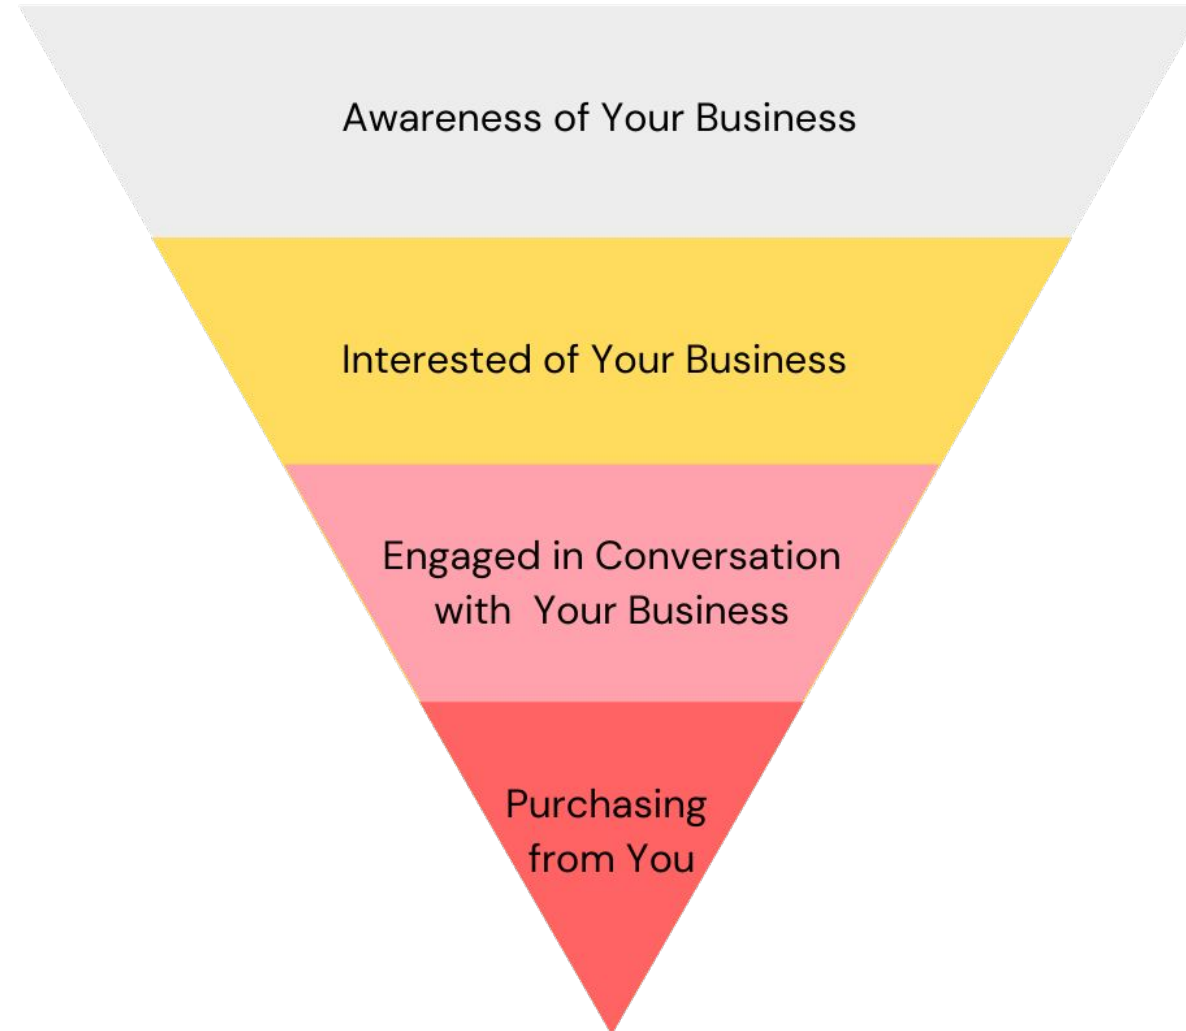 Awareness of Your Business
Interested of Your Business
Engaged in Conversation
with  Your Business
Purchasing
from You